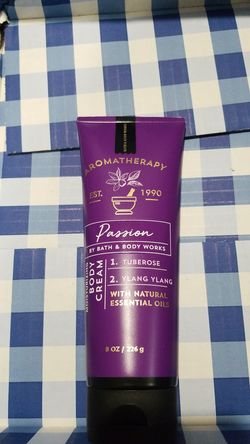 AROMATHERAPY
EST. 1990
Passion
BY BATH & BODY WORKS
BODY
CREAM
1. TUBEROSE
2. YLANG YLANG
WITH NATURAL
ESSENTIAL OILS
8 OZ / 226 g